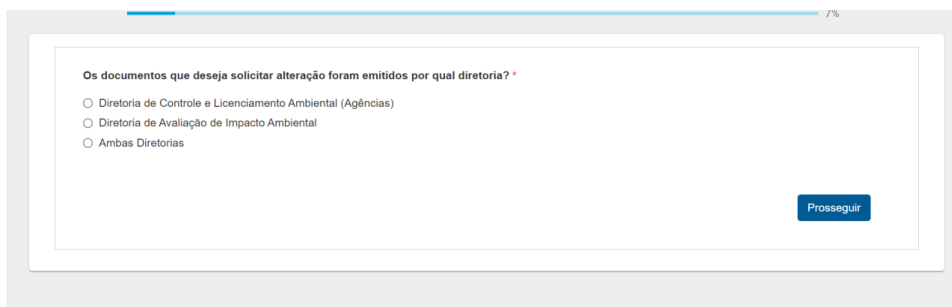 7%
Os documentos que deseja solicitar alteração foram emitidos por qual diretoria? *
Diretoria de Controle e Licenciamento Ambiental (Agências)
Diretoria de Avaliação de Impacto Ambiental
Ambas Diretorias
Prosseguir